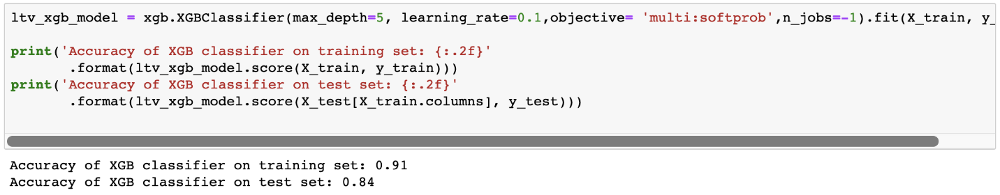 ltv_xgb_model = xgb.XGBClassifier(max_depth=5, learning_rate=0.1,objective= 'multi:softprob',n_jobs=-1).fit(X_train, y_
print('Accuracy of XGB classifier on training set: {:.2f}'
       .format(ltv_xgb_model.score(X_train, y_train)))
print('Accuracy of XGB classifier on test set: {:.2f}'
       .format(ltv_xgb_model.score(X_test[X_train.columns], y_test)))
Accuracy of XGB classifier on training set: 0.91
Accuracy of XGB classifier on test set: 0.84